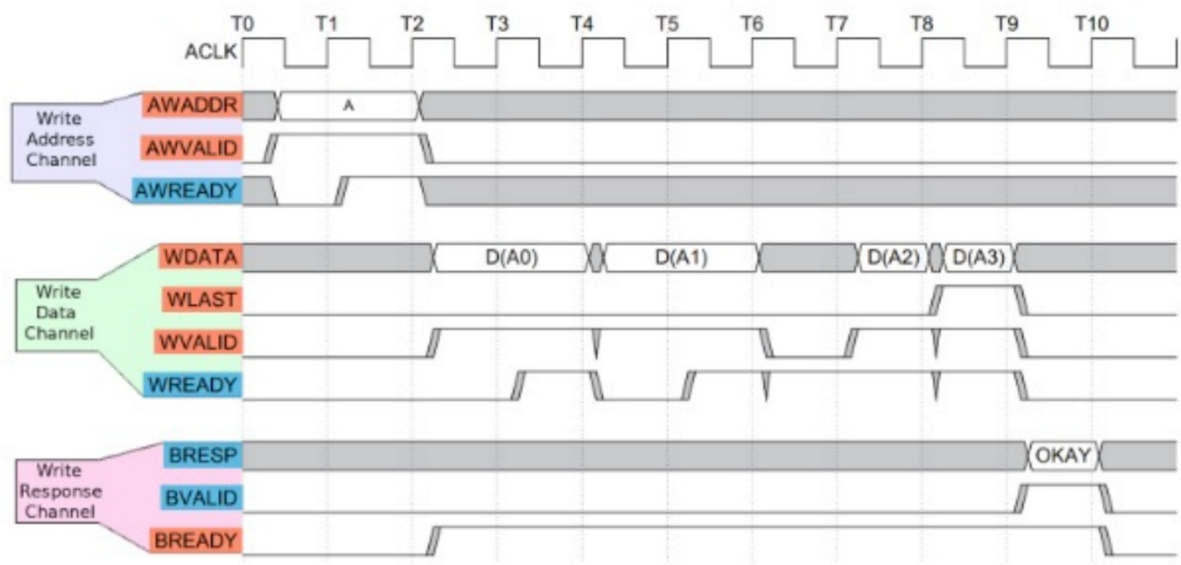 T0 T1 T2 T3 T4 T5 T6 T7 T8 T9 T10
ACLK
Write
Address
Channel
AWADDR A
AWVALID
AWREADY
Write
Data
Channel
WDATA D(A0) D(A1) D(A2) D(A3)
WLAST
WVALID
WREADY
Write
Response
Channel
BRESP OKAY
BVALID
BREADY